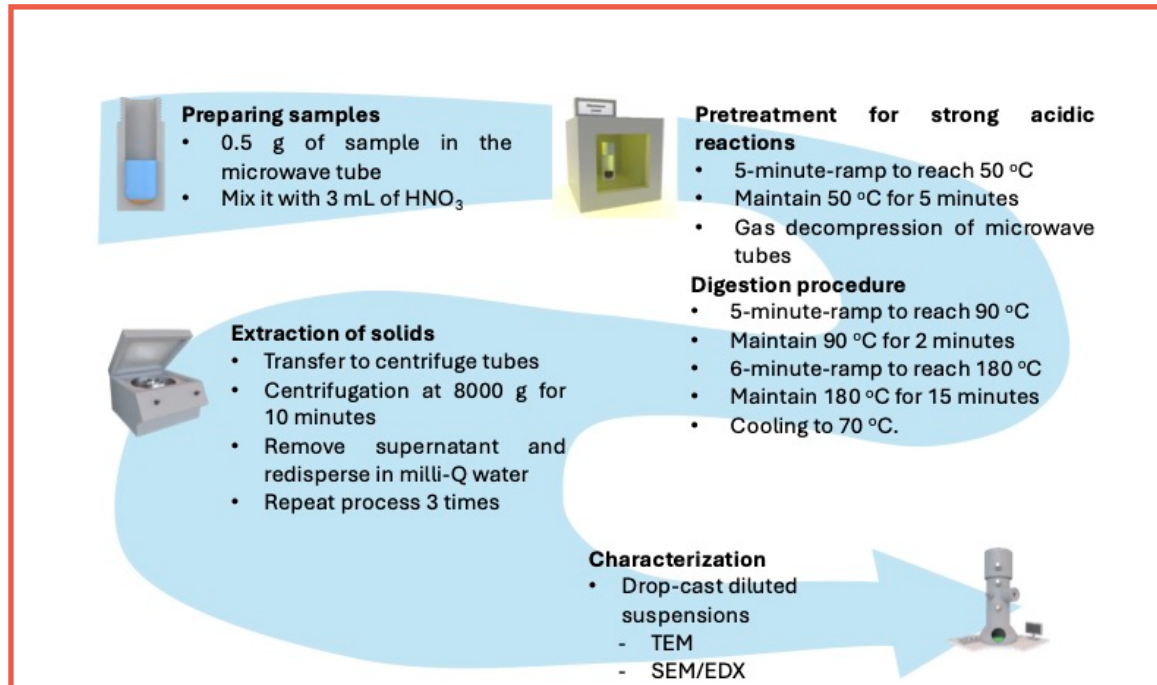 Preparing samples
• 0.5 g of sample in the
microwave tube
• Mix it with 3 mL of HNO₃
Pretreatment for strong acidic
reactions
• 5-minute-ramp to reach 50 °C
• Maintain 50 °C for 5 minutes
• Gas decompression of microwave
tubes
Digestion procedure
• 5-minute-ramp to reach 90 °C
• Maintain 90 °C for 2 minutes
• 6-minute-ramp to reach 180 °C
• Maintain 180 °C for 15 minutes
• Cooling to 70 °C.
Extraction of solids
• Transfer to centrifuge tubes
• Centrifugation at 8000 g for
10 minutes
• Remove supernatant and
redisperse in milli-Q water
• Repeat process 3 times
Characterization
• Drop-cast diluted
suspensions
- TEM
- SEM/EDX